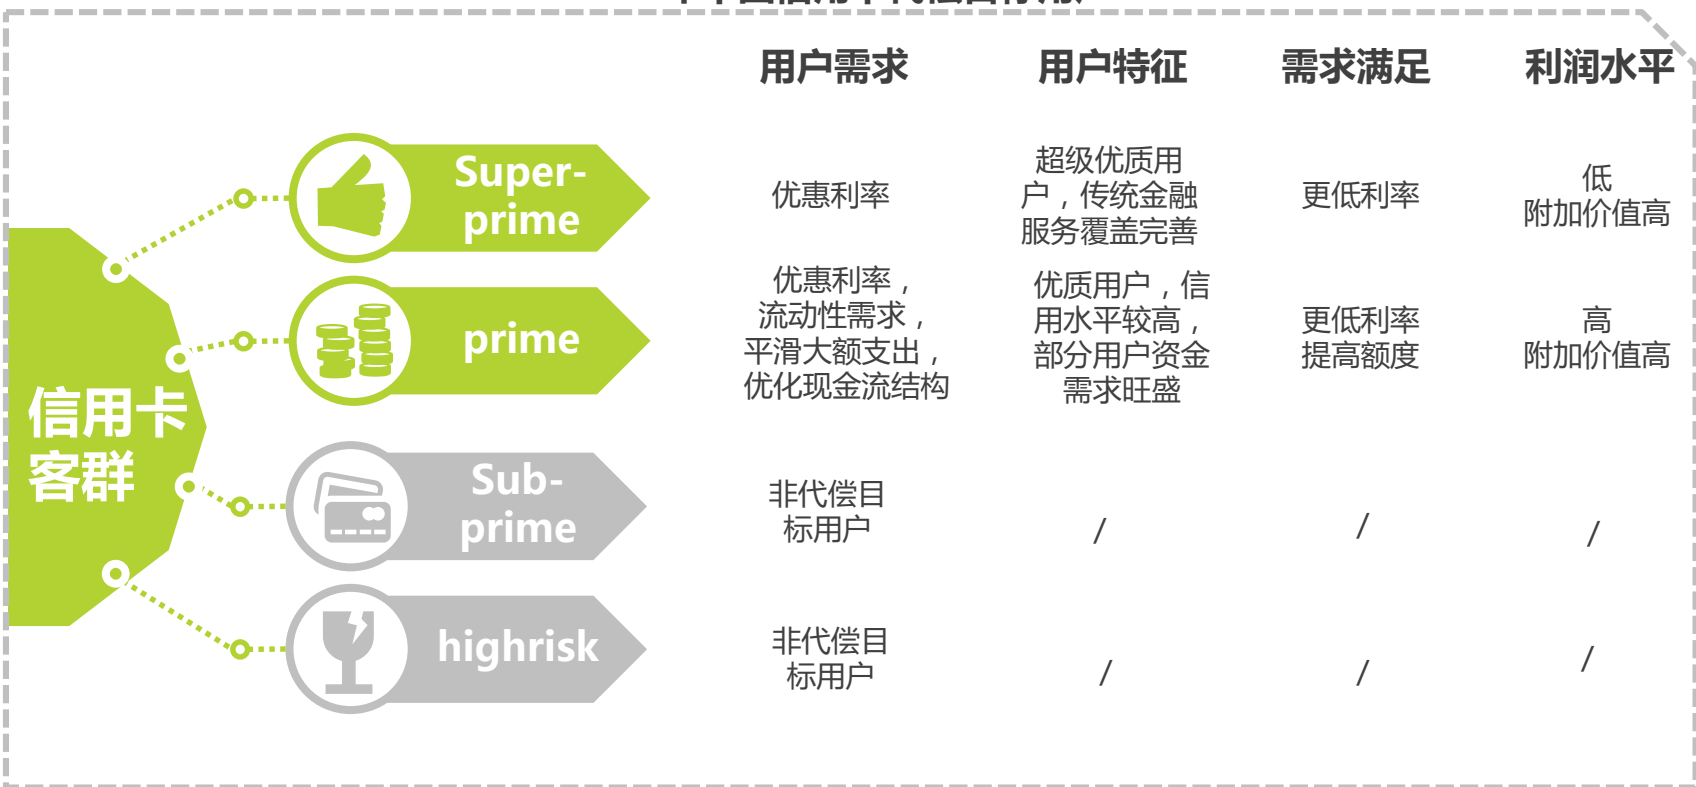 用户需求 用户特征 需求满足 利润水平
Super-
prime
优惠利率
超级优质用
户，传统金融
服务覆盖完善
更低利率
低
附加价值高
prime
优惠利率，
流动性需求，
平滑大额支出，
优化现金流结构
优质用户，信
用水平较高，
部分用户资金
需求旺盛
更低利率
提高额度
高
附加价值高
信用卡
客群
Sub-
prime
非代偿目
标用户
/
/
/
highrisk
非代偿目
标用户
/
/
/